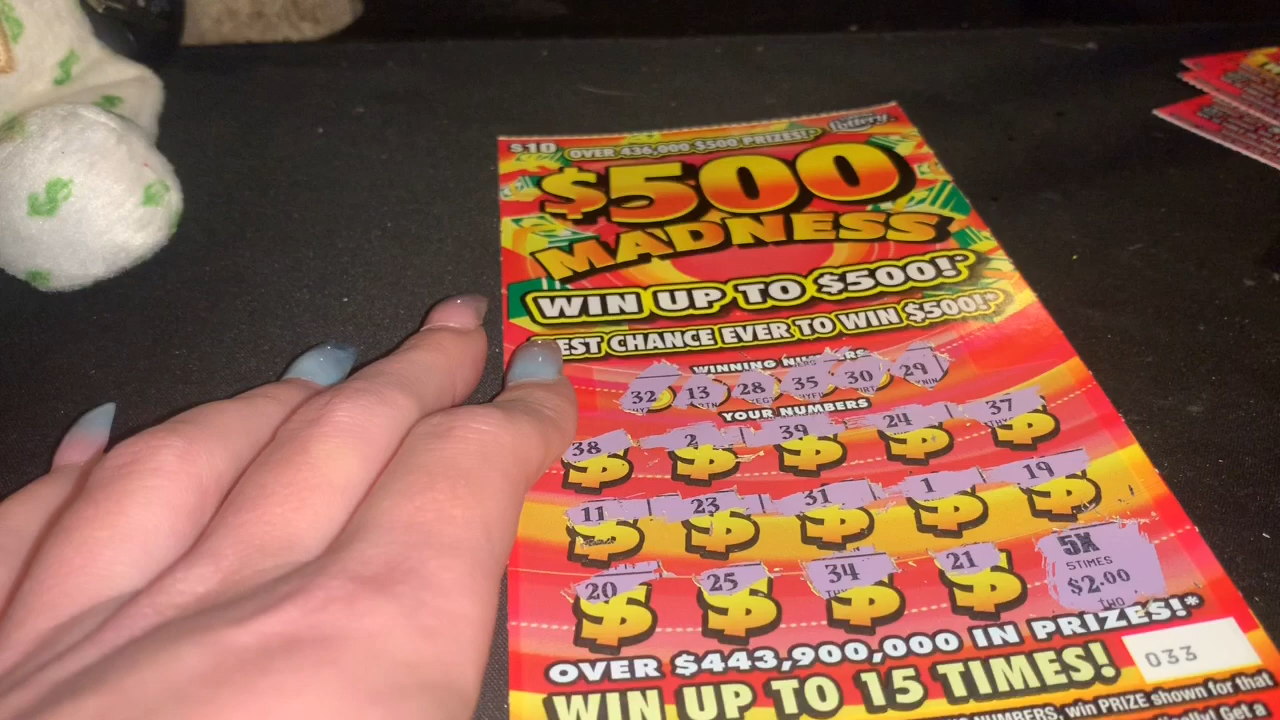 $10 OVER 436,000 $500 PRIZES!* Lottery
$500
MADNESS
WIN UP TO $500!*
BEST CHANCE EVER TO WIN $500!*
WINNING NUMBERS
32 13 28 35 30 29
YOUR NUMBERS
38 2 39 24 37
11 23 31 1 19
20 25 34 21 5X
5TIMES
$2.00
TWO
OVER $443,900,000 IN PRIZES!*
WIN UP TO 15 TIMES!
033
NUMBERS, win PRIZE shown for that
Get a